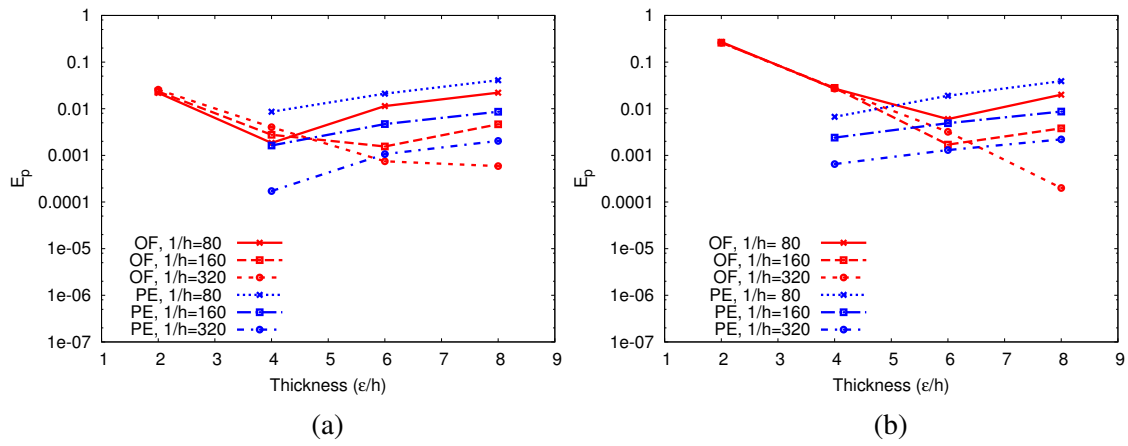 1
0.1
0.01
0.001
0.0001
1e-05
1e-06
1e-07
E_p
OF, 1/h=80
OF, 1/h=160
OF, 1/h=320
PE, 1/h=80
PE, 1/h=160
PE, 1/h=320
1 2 3 4 5 6 7 8 9
Thickness (ε/h)
(a)
1
0.1
0.01
0.001
0.0001
1e-05
1e-06
1e-07
E_p
OF, 1/h= 80
OF, 1/h=160
OF, 1/h=320
PE, 1/h= 80
PE, 1/h=160
PE, 1/h=320
1 2 3 4 5 6 7 8 9
Thickness (ε/h)
(b)